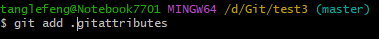 tanglefeng@Notebook7701 MINGW64 /d/Git/test3 (master)
$ git add .gitattributes